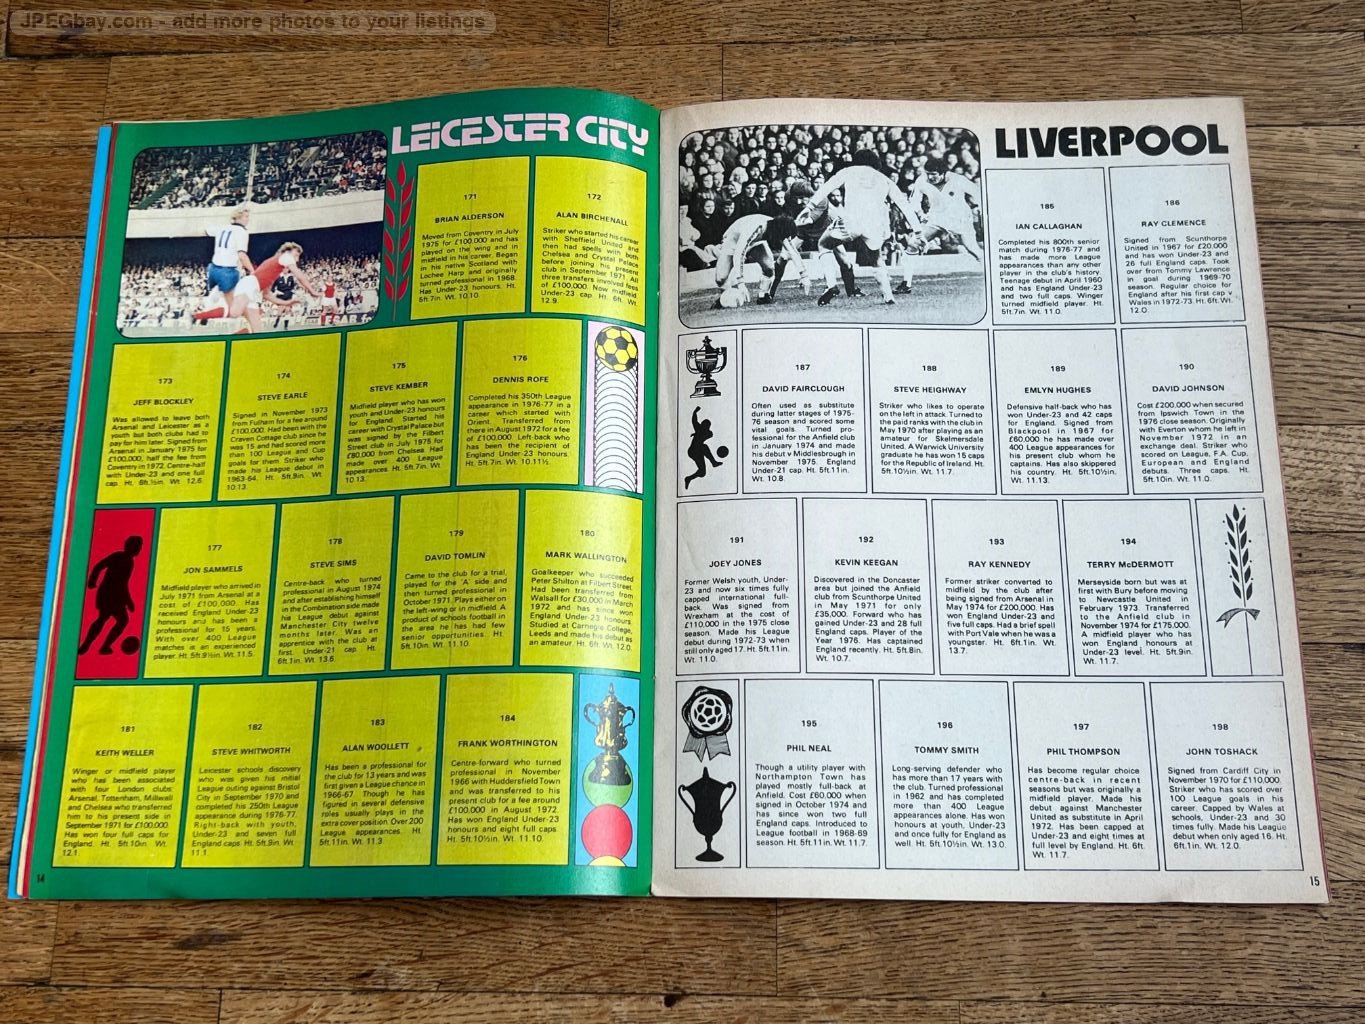 JPEGbay.com - add more photos to your listings
LEICESTER CITY
171
BRIAN ALDERSON
Moved from Coventry in July
1975 for £100,000 and has
played on the wing and in
midfield in his career. Began
in his native Scotland with
Lochee Harp and originally
turned professional in 1968.
Has Under-23 honours. Ht.
5ft.7in. Wt. 10.10.
172
ALAN BIRCHENALL
Striker who started his career
with Sheffield United and
then had spells with both
Chelsea and Crystal Palace
before joining his present
club in September 1971. All
three transfers involved fees
of £100,000. Now midfield
and Under-23 cap. Ht. 6ft. Wt.
12.9.
173
JEFF BLOCKLEY
Was allowed to leave both
Arsenal and Leicester as a
youth but both clubs had to
pay for him later. Signed from
Arsenal in January 1975 for
£100,000, half the fee from
Coventry in 1972. Centre-half
with Under-23 and one full
cap. Ht. 6ft.½in. Wt. 12.6.
174
STEVE EARLE
Signed in November 1973
from Fulham for a fee around
£100,000. Had been with the
Craven Cottage club since he
was 15 and had scored more
than 100 League and Cup
goals for them. Striker who
made his League debut in
1963-64. Ht. 5ft.9in. Wt.
10.13.
175
STEVE KEMBER
Midfield player who has won
youth and Under-23 honours
for England. Started his
career with Crystal Palace but
was signed by the Filbert
Street club in July 1975 for
£80,000 from Chelsea. Had
made over 400 League
appearances. Ht. 5ft.7in. Wt.
10.13.
176
DENNIS ROFE
Completed his 350th League
appearance in 1976-77 in a
career which started with
Orient. Transferred from
there in August 1972 for a fee
of £100,000. Left-back who
has been the recipient of
England Under-23 honours.
Ht. 5ft.7in. Wt. 10.11½.
177
JON SAMMELS
Midfield player who arrived in
July 1971 from Arsenal at a
cost of £100,000. Has
received England Under-23
honours and has been a
professional for 15 years.
With over 400 League
matches is an experienced
player. Ht. 5ft.9½in. Wt. 11.5.
178
STEVE SIMS
Centre-back who turned
professional in August 1974
and after establishing himself
in the Combination side made
his League debut against
Manchester City twelve
months later. Was an
apprentice with the club at
first. Under-21 cap. Ht.
6ft.1in. Wt. 13.6.
179
DAVID TOMLIN
Came to the club for a trial,
played for the 'A' side and
then turned professional in
October 1971. Plays either on
the left-wing or in midfield. A
product of schools football in
the area he has had few
senior opportunities. Ht.
5ft.10in. Wt. 11.10.
180
MARK WALLINGTON
Goalkeeper who succeeded
Peter Shilton at Filbert Street.
Had been transferred from
Walsall for £30,000 in March
1972 and has since won
England Under-23 honours.
Studied at Carnegie College,
Leeds and made his debut as
an amateur. Ht. 6ft. Wt. 12.0.
181
KEITH WELLER
Winger or midfield player
who has been associated
with four London clubs:
Arsenal, Tottenham, Millwall
and Chelsea who transferred
him to his present side in
September 1971 for £100,000.
Has won four full caps for
England. Ht. 5ft 10in. Wt.
12.1.
182
STEVE WHITWORTH
Leicester schools discovery
who was given his initial
League outing against Bristol
City in September 1970 and
completed his 250th League
appearance during 1976-77.
Right-back with youth,
Under-23 and seven full
England caps. Ht. 5ft.9in. Wt.
11.1.
183
ALAN WOOLLETT
Has been a professional for
the club for 13 years and was
first given a League chance in
1966-67. Though he has
figured in several defensive
roles usually plays in the
extra cover position. Over 200
League appearances. Ht.
5ft.11in. Wt. 11.3
184
FRANK WORTHINGTON
Centre-forward who turned
professional in November
1966 with Huddersfield Town
and was transferred to his
present club for a fee around
£100,000 in August 1972.
Has won England Under-23
honours and eight full caps.
Ht. 5ft.10½in. Wt. 11.10.
14
LIVERPOOL
185
IAN CALLAGHAN
Completed his 800th senior
match during 1976-77 and
has made more League
appearances than any other
player in the club's history.
Teenage debut in April 1960
and has England Under-23
and two full caps. Winger
turned midfield player. Ht.
5ft.7in. Wt. 11.0.
186
RAY CLEMENCE
Signed from Scunthorpe
United in 1967 for £20,000
and has won Under-23 and
26 full England caps. Took
over from Tommy Lawrence
in goal during 1969-70
season. Regular choice for
England after his first cap v
Wales in 1972-73. Ht. 6ft. Wt.
12.0.
187
DAVID FAIRCLOUGH
Often used as substitute
during latter stages of 1975-
76 season and scored some
vital goals. Turned pro-
fessional for the Anfield club
in January 1974 and made
his debut v Middlesbrough in
November 1975. England
Under-21 cap. Ht. 5ft.11in.
Wt. 10.8.
188
STEVE HEIGHWAY
Striker who likes to operate
on the left in attack. Turned to
the paid ranks with the club in
May 1970 after playing as an
amateur for Skelmersdale
United. A Warwick University
graduate he has won 15 caps
for the Republic of Ireland. Ht.
5ft.10½in. Wt. 11.7.
189
EMLYN HUGHES
Defensive half-back who has
won Under-23 and 42 caps
for England. Signed from
Blackpool in 1967 for
£60,000 he has made over
400 League appearances for
his present club whom he
captains. Has also skippered
his country. Ht. 5ft.10½in.
Wt. 11.13.
190
DAVID JOHNSON
Cost £200,000 when secured
from Ipswich Town in the
1976 close season. Originally
with Everton whom he left in
November 1972 in an
exchange deal. Striker who
scored on League, F.A. Cup,
European and England
debuts. Three caps. Ht.
5ft.10in. Wt. 11.0.
191
JOEY JONES
Former Welsh youth, Under-
23 and now six times fully
capped international full-
back. Was signed from
Wrexham at the cost of
£110,000 in the 1975 close
season. Made his League
debut during 1972-73 when
still only aged 17. Ht. 5ft.11in.
Wt. 11.0.
192
KEVIN KEEGAN
Discovered in the Doncaster
area but joined the Anfield
club from Scunthorpe United
in May 1971 for only
£35,000. Forward who has
gained Under-23 and 28 full
England caps. Player of the
Year 1976. Has captained
England recently. Ht. 5ft.8in.
Wt. 10.7.
193
RAY KENNEDY
Former striker converted to
midfield by the club after
being signed from Arsenal in
May 1974 for £200,000. Has
won England Under-23 and
five full caps. Had a brief spell
with Port Vale when he was a
youngster. Ht. 6ft.1in. Wt.
13.7.
194
TERRY McDERMOTT
Merseyside born but was at
first with Bury before moving
to Newcastle United in
February 1973. Transferred
to the Anfield club in
November 1974 for £175,000.
A midfield player who has
won England honours at
Under-23 level. Ht. 5ft.9in.
Wt. 11.7.
195
PHIL NEAL
Though a utility player with
Northampton Town has
played mostly full-back at
Anfield. Cost £60,000 when
signed in October 1974 and
has since won two full
England caps. Introduced to
League football in 1968-69
season. Ht. 5ft.11in. Wt. 11.7.
196
TOMMY SMITH
Long-serving defender who
has more than 17 years with
the club. Turned professional
in 1962 and has completed
more than 400 League
appearances alone. Has won
honours at youth, Under-23
and once fully for England as
well. Ht. 5ft.10½in. Wt. 13.0.
197
PHIL THOMPSON
Has become regular choice
centre-back in recent
seasons but was originally a
midfield player. Made his
debut against Manchester
United as substitute in April
1972. Has been capped at
Under-23 and eight times at
full level by England. Ht. 6ft.
Wt. 11.7.
198
JOHN TOSHACK
Signed from Cardiff City in
November 1970 for £110,000.
Striker who has scored over
100 League goals in his
career. Capped by Wales at
schools, Under-23 and 30
times fully. Made his League
debut when only aged 16. Ht.
6ft.1in. Wt. 12.0.
15